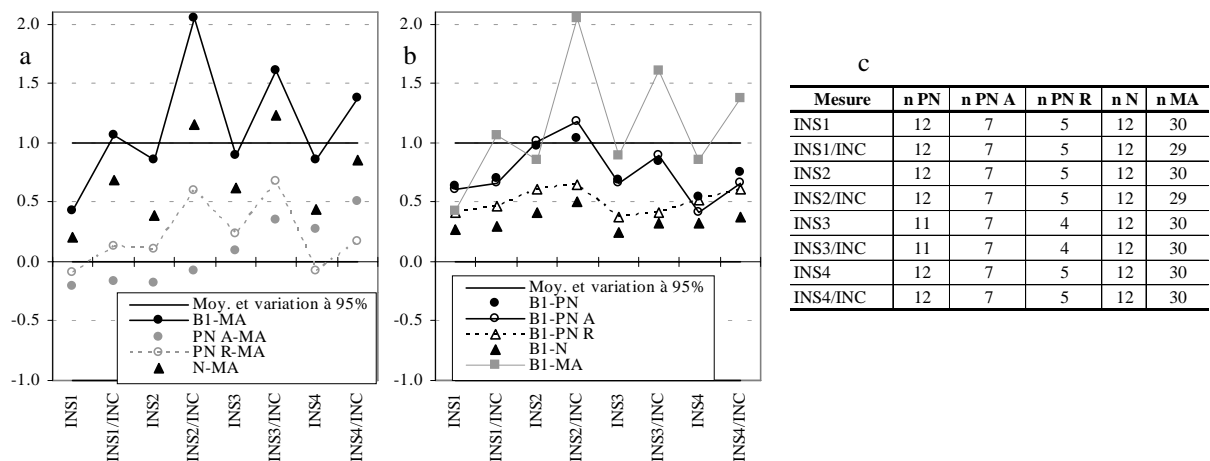 a
2.0
1.5
1.0
0.5
0.0
-0.5
-1.0
Moy. et variation à 95%
B1-MA
PN A-MA
PN R-MA
N-MA
INS1
INS1/INC
INS2
INS2/INC
INS3
INS3/INC
INS4
INS4/INC
b
2.0
1.5
1.0
0.5
0.0
-0.5
-1.0
Moy. et variation à 95%
B1-PN
B1-PN A
B1-PN R
B1-N
B1-MA
INS1
INS1/INC
INS2
INS2/INC
INS3
INS3/INC
INS4
INS4/INC
c
Mesure n PN n PN A n PN R n N n MA
INS1 12 7 5 12 30
INS1/INC 12 7 5 12 29
INS2 12 7 5 12 30
INS2/INC 12 7 5 12 29
INS3 11 7 4 12 30
INS3/INC 11 7 4 12 30
INS4 12 7 5 12 30
INS4/INC 12 7 5 12 30